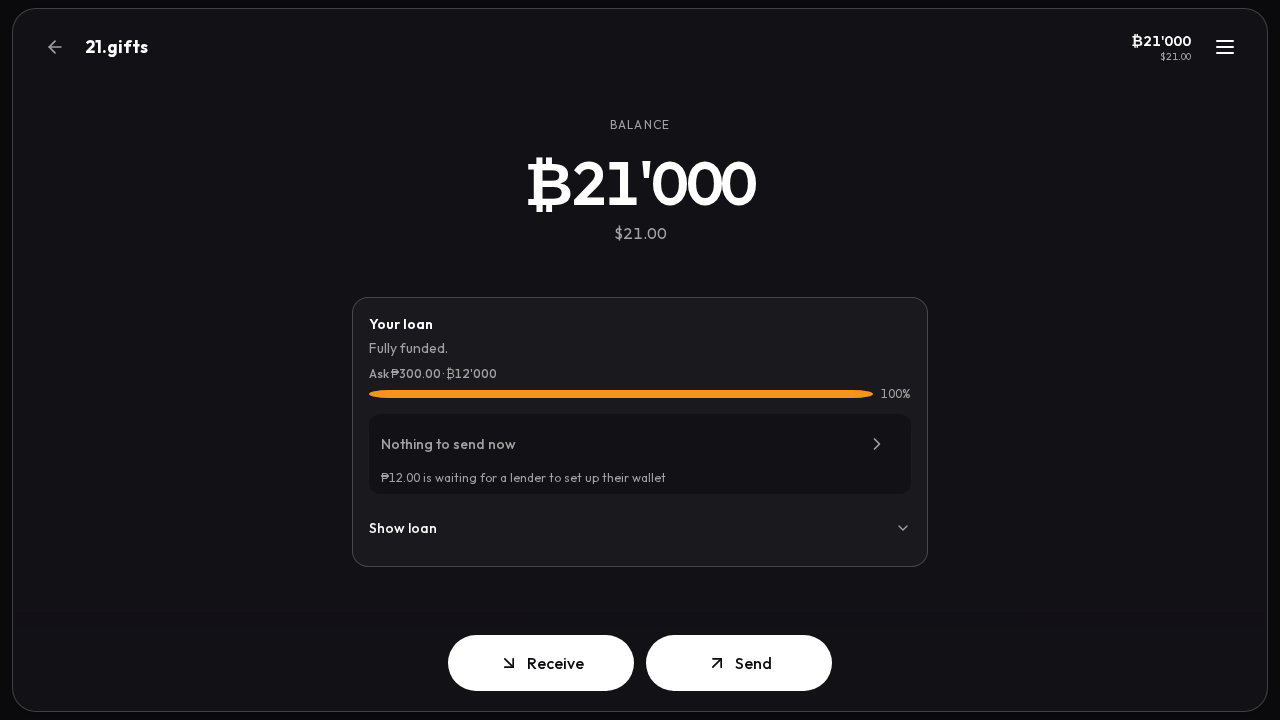 21.gifts
₿21'000
$21.00
BALANCE
₿21'000
$21.00
Your loan
Fully funded.
Ask ₱300.00 · ₿12'000
100%
Nothing to send now
₱12.00 is waiting for a lender to set up their wallet
Show loan
Receive
Send